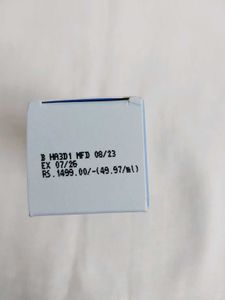 B HA3D1 MFD 08/23
EX 07/26
RS.1499.00/-(49.97/ml)